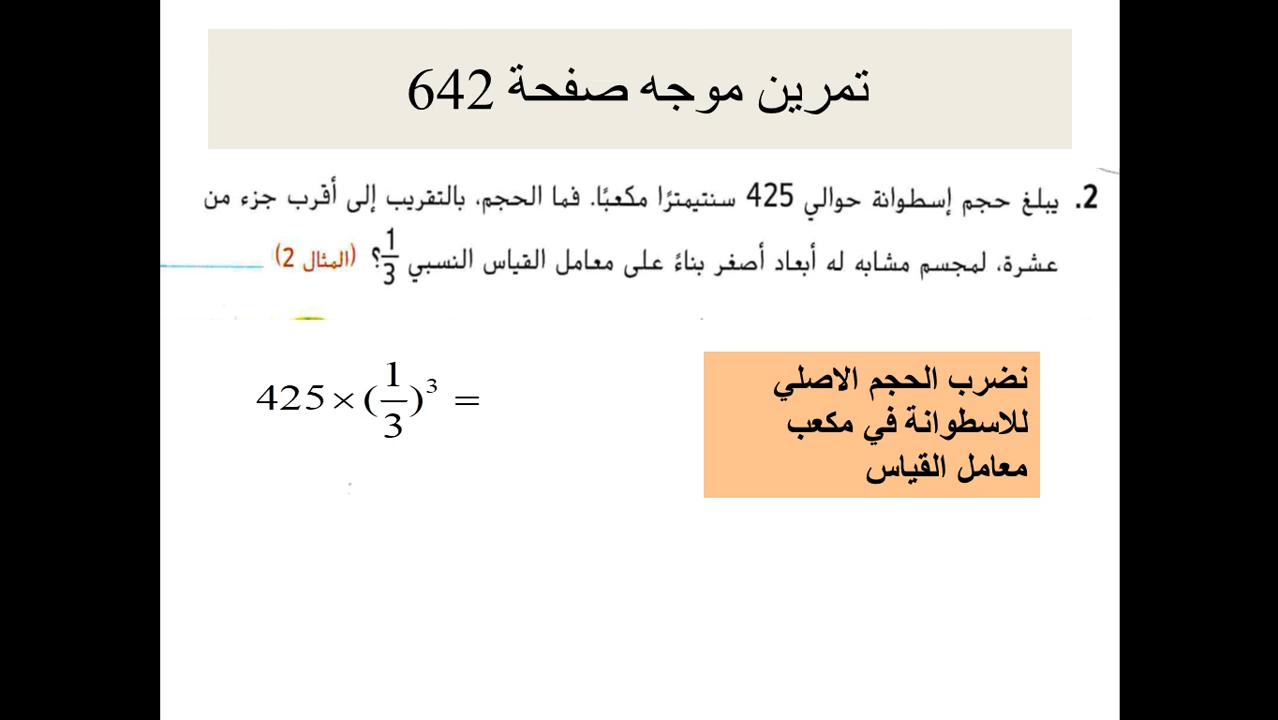 تمرين موجه صفحة 642
2. يبلغ حجم إسطوانة حوالي 425 سنتيمترًا مكعبًا. فما الحجم، بالتقريب إلى أقرب جزء من
عشرة، لمجسم مشابه له أبعاد أصغر بناءً على معامل القياس النسبي 1/3؟ (المثال 2)
نضرب الحجم الاصلي
للاسطوانة في مكعب
معامل القياس
425 × (1/3)³ =